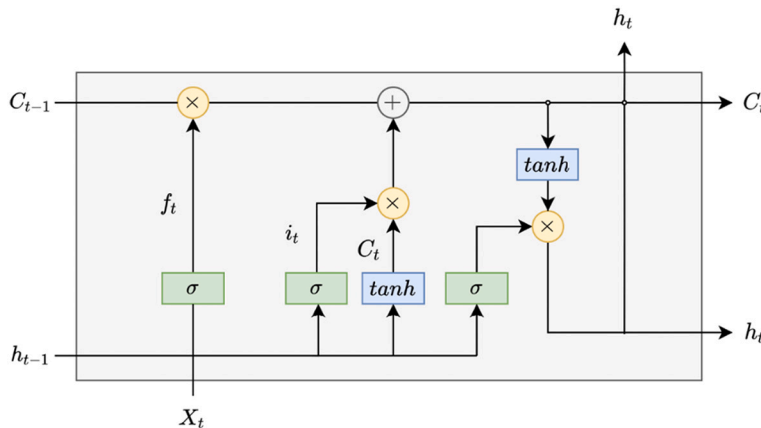 h_t
C_{t-1} × + C_t
tanh
f_t i_t × C_t ×
σ σ tanh σ
h_{t-1} h_t
X_t